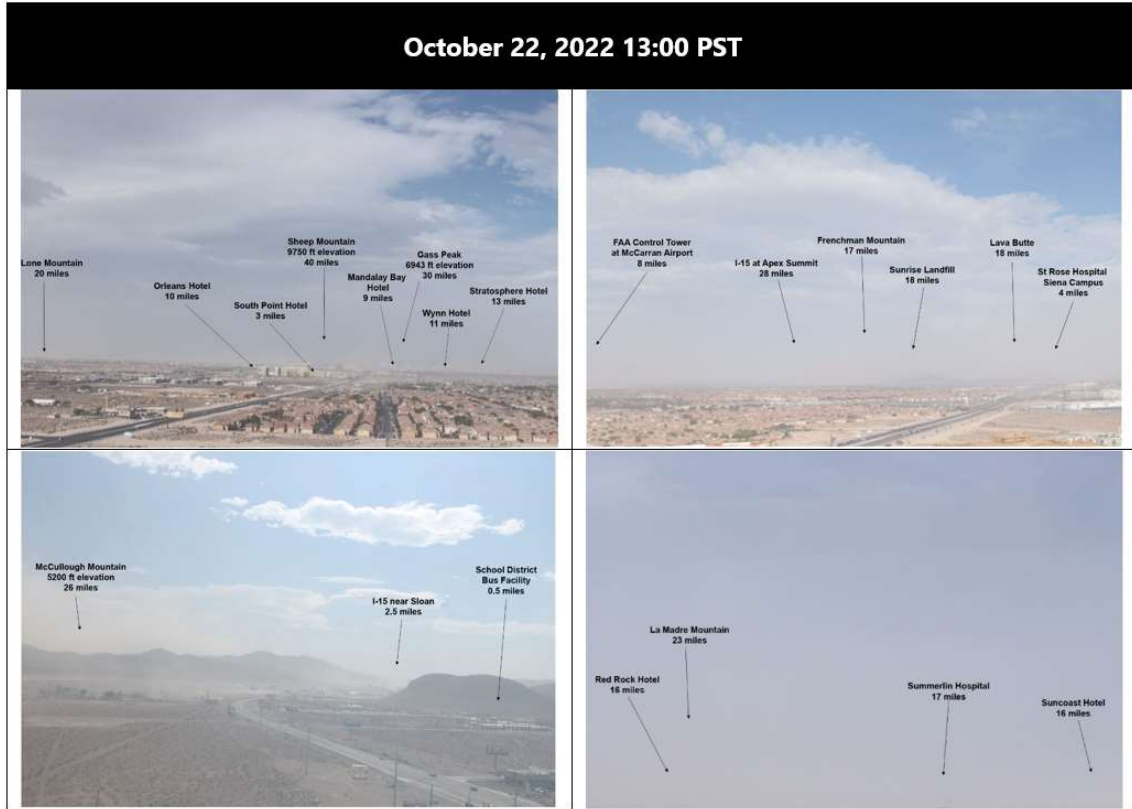 October 22, 2022 13:00 PST
Lone Mountain
20 miles
Orleans Hotel
10 miles
South Point Hotel
3 miles
Sheep Mountain
9750 ft elevation
40 miles
Mandalay Bay
Hotel
9 miles
Gass Peak
6943 ft elevation
30 miles
Wynn Hotel
11 miles
Stratosphere Hotel
13 miles
FAA Control Tower
at McCarran Airport
8 miles
I-15 at Apex Summit
28 miles
Frenchman Mountain
17 miles
Sunrise Landfill
18 miles
Lava Butte
18 miles
St Rose Hospital
Siena Campus
4 miles
McCullough Mountain
5200 ft elevation
26 miles
I-15 near Sloan
2.5 miles
School District
Bus Facility
0.5 miles
Red Rock Hotel
16 miles
La Madre Mountain
23 miles
Summerlin Hospital
17 miles
Suncoast Hotel
16 miles